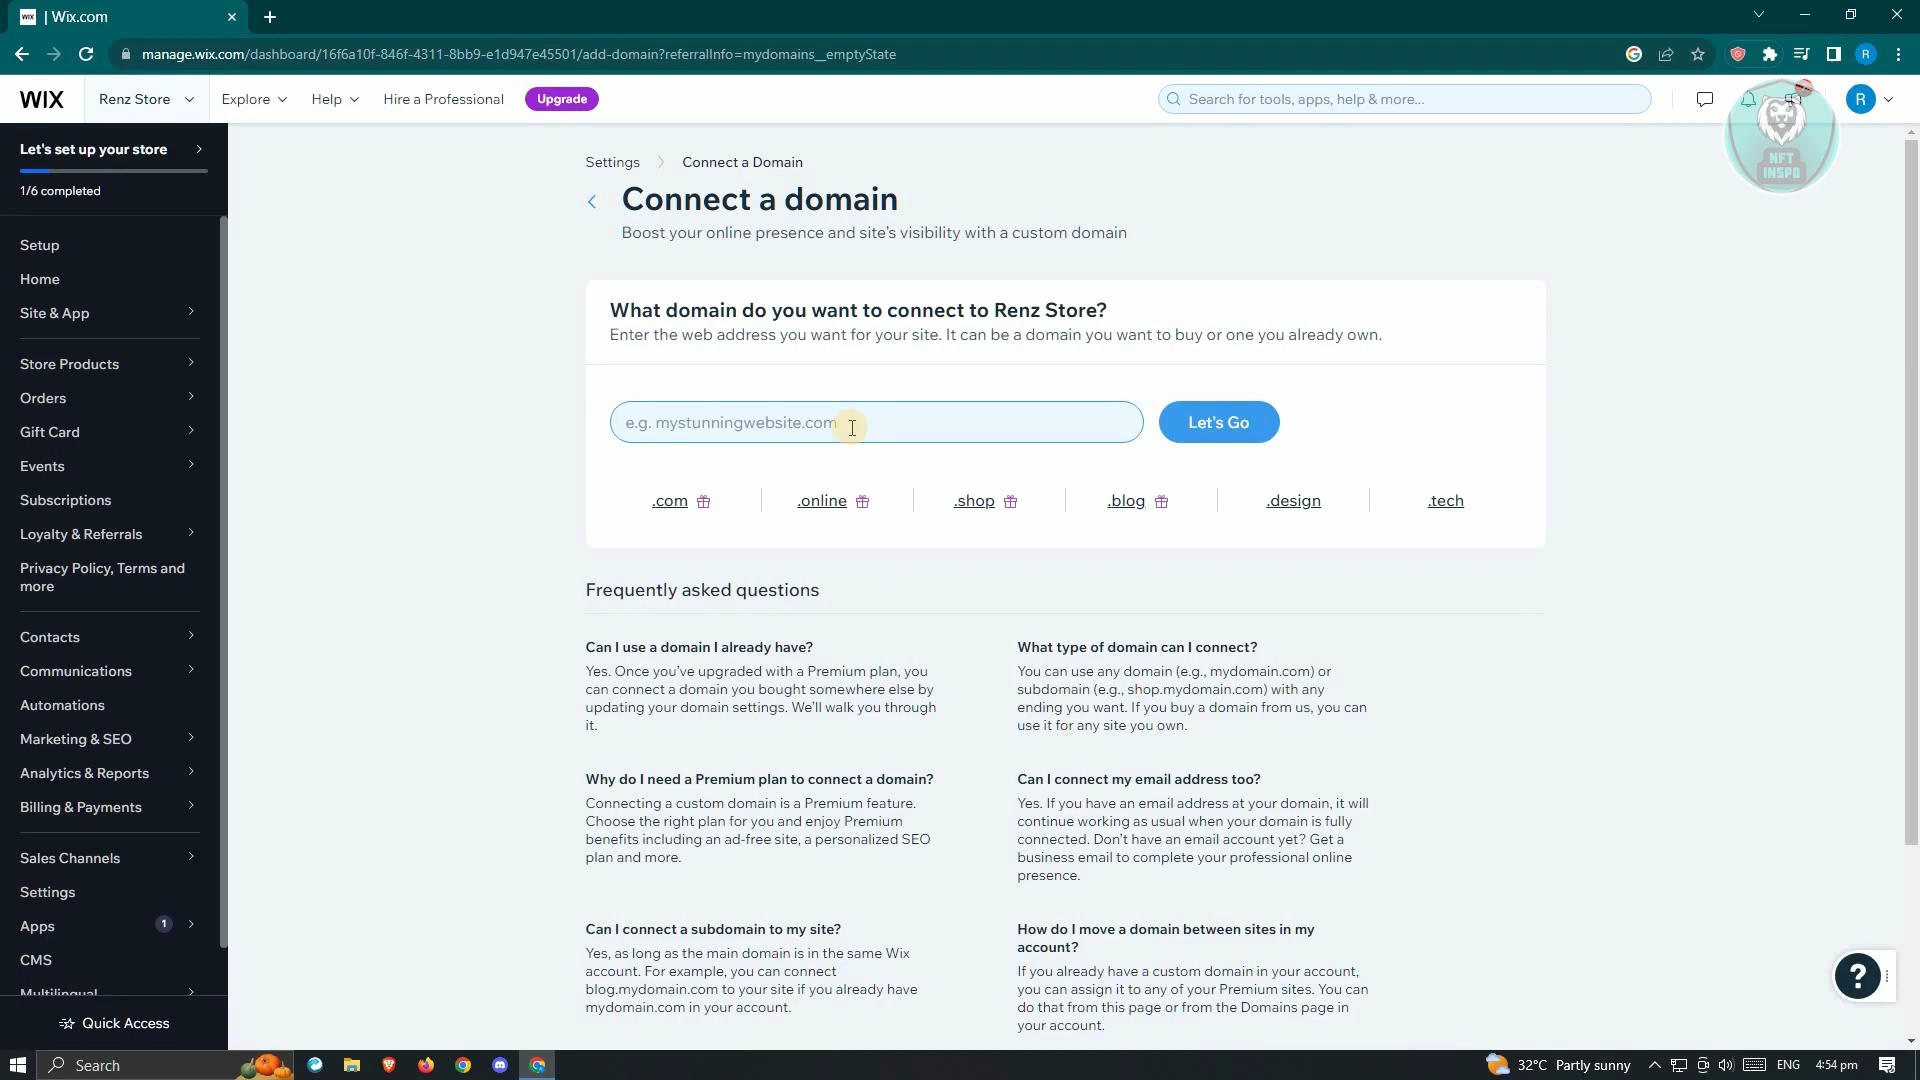 WIX | Wix.com
manage.wix.com/dashboard/16f6a10f-846f-4311-8bb9-e1d947e45501/add-domain?referralInfo=mydomains__emptyState
R
WIX
Renz Store
Explore
Help
Hire a Professional
Upgrade
Search for tools, apps, help & more...
R
NFT
INSPO
Let's set up your store
1/6 completed
Setup
Home
Site & App
Store Products
Orders
Gift Card
Events
Subscriptions
Loyalty & Referrals
Privacy Policy, Terms and
more
Contacts
Communications
Automations
Marketing & SEO
Analytics & Reports
Billing & Payments
Sales Channels
Settings
Apps 1
CMS
Multilingual
Quick Access
Settings > Connect a Domain
Connect a domain
Boost your online presence and site's visibility with a custom domain
What domain do you want to connect to Renz Store?
Enter the web address you want for your site. It can be a domain you want to buy or one you already own.
e.g. mystunningwebsite.com
Let's Go
.com
.online
.shop
.blog
.design
.tech
Frequently asked questions
Can I use a domain I already have?
Yes. Once you've upgraded with a Premium plan, you
can connect a domain you bought somewhere else by
updating your domain settings. We'll walk you through
it.
What type of domain can I connect?
You can use any domain (e.g., mydomain.com) or
subdomain (e.g., shop.mydomain.com) with any
ending you want. If you buy a domain from us, you can
use it for any site you own.
Why do I need a Premium plan to connect a domain?
Connecting a custom domain is a Premium feature.
Choose the right plan for you and enjoy Premium
benefits including an ad-free site, a personalized SEO
plan and more.
Can I connect my email address too?
Yes. If you have an email address at your domain, it will
continue working as usual when your domain is fully
connected. Don't have an email account yet? Get a
business email to complete your professional online
presence.
Can I connect a subdomain to my site?
Yes, as long as the main domain is in the same Wix
account. For example, you can connect
blog.mydomain.com to your site if you already have
mydomain.com in your account.
How do I move a domain between sites in my
account?
If you already have a custom domain in your account,
you can assign it to any of your Premium sites. You can
do that from this page or from the Domains page in
your account.
?
Search
32°C Partly sunny
ENG
4:54 pm